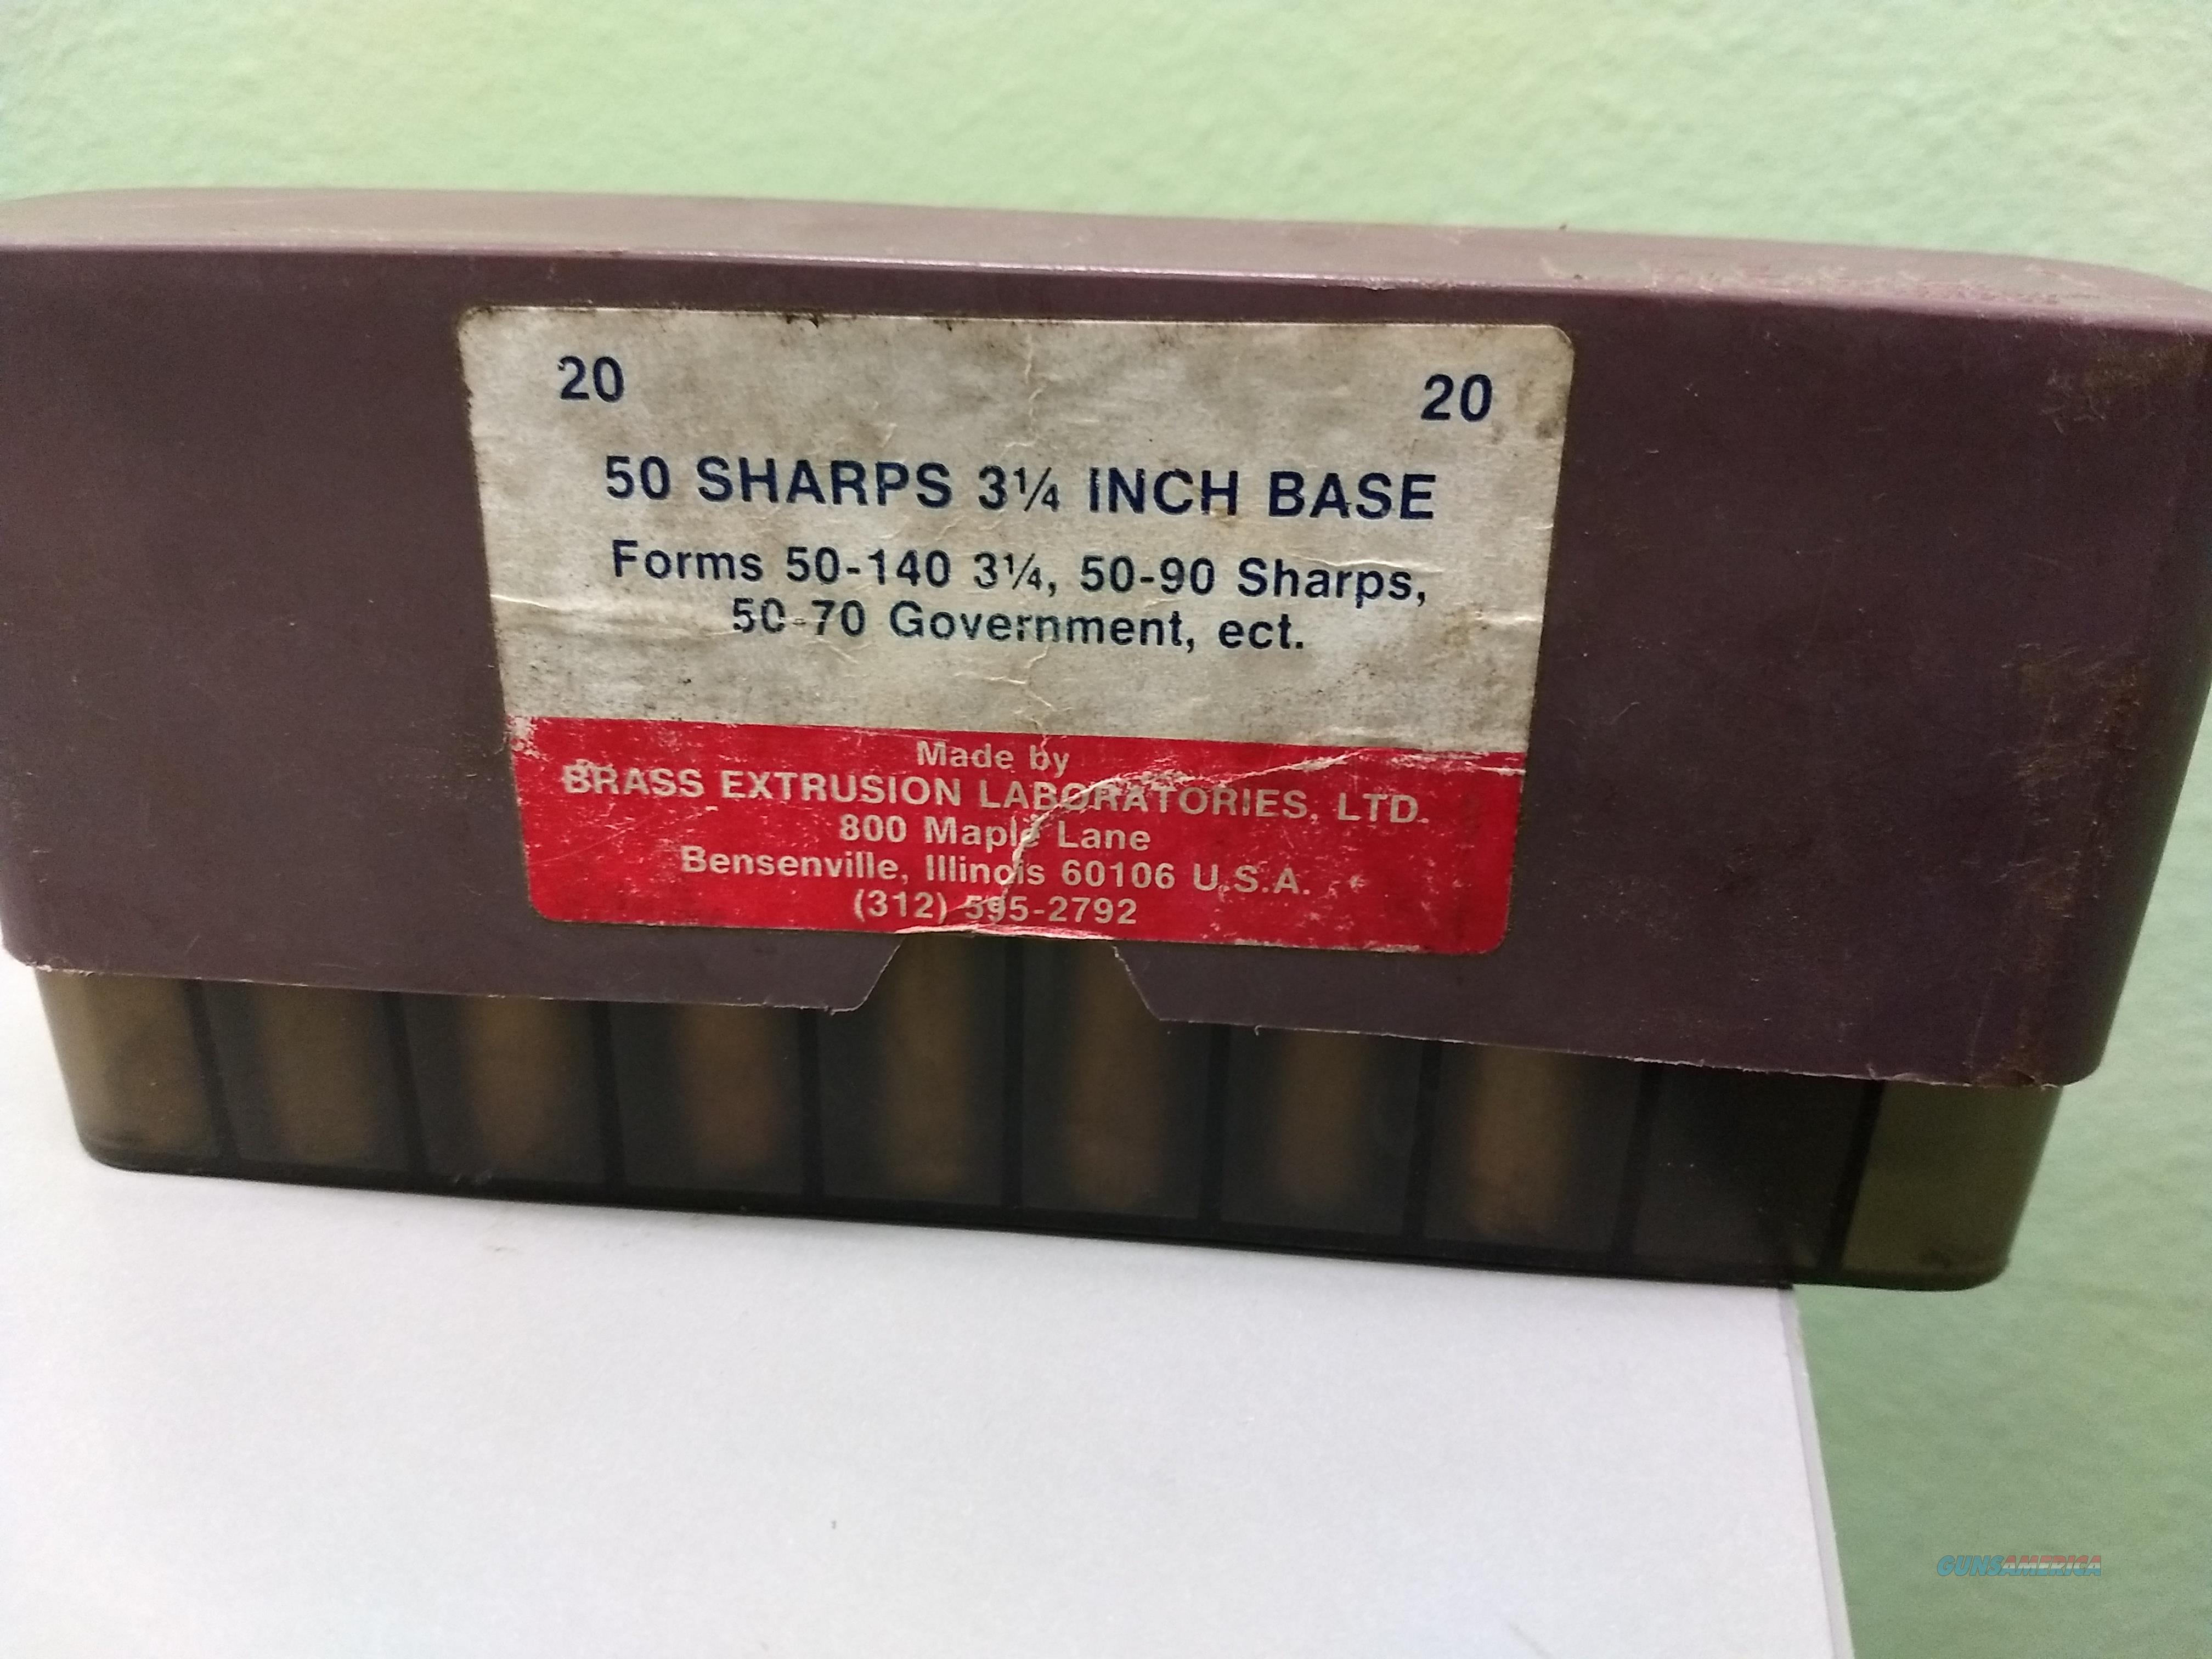 20 20
50 SHARPS 3¼ INCH BASE
Forms 50-140 3¼, 50-90 Sharps,
50-70 Government, ect.
Made by
BRASS EXTRUSION LABORATORIES, LTD.
800 Maple Lane
Bensenville, Illinois 60106 U.S.A.
(312) 595-2792
GUNSAMERICA